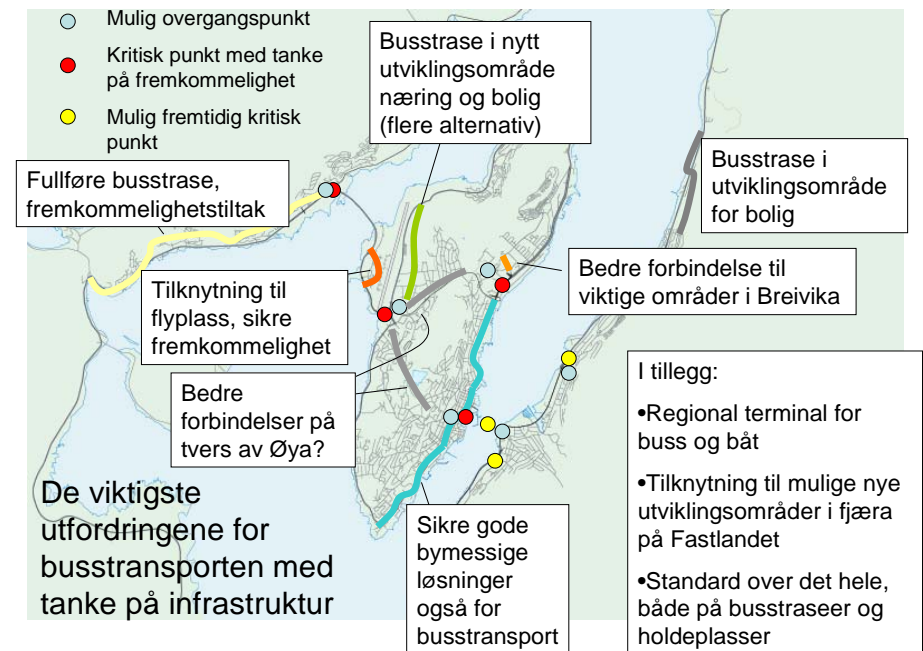 Mulig overgangspunkt
Kritisk punkt med tanke
på fremkommelighet
Mulig fremtidig kritisk
punkt
Busstrase i nytt
utviklingsområde
næring og bolig
(flere alternativ)
Fullføre busstrase,
fremkommelighetstiltak
Busstrase i
utviklingsområde
for bolig
Tilknytning til
flyplass, sikre
fremkommelighet
Bedre forbindelse til
viktige områder i Breivika
Bedre
forbindelser på
tvers av Øya?
I tillegg:
•Regional terminal for
buss og båt
•Tilknytning til mulige nye
utviklingsområder i fjæra
på Fastlandet
•Standard over det hele,
både på busstraseer og
holdeplasser
De viktigste
utfordringene for
busstransporten med
tanke på infrastruktur
Sikre gode
bymessige
løsninger
også for
busstransport